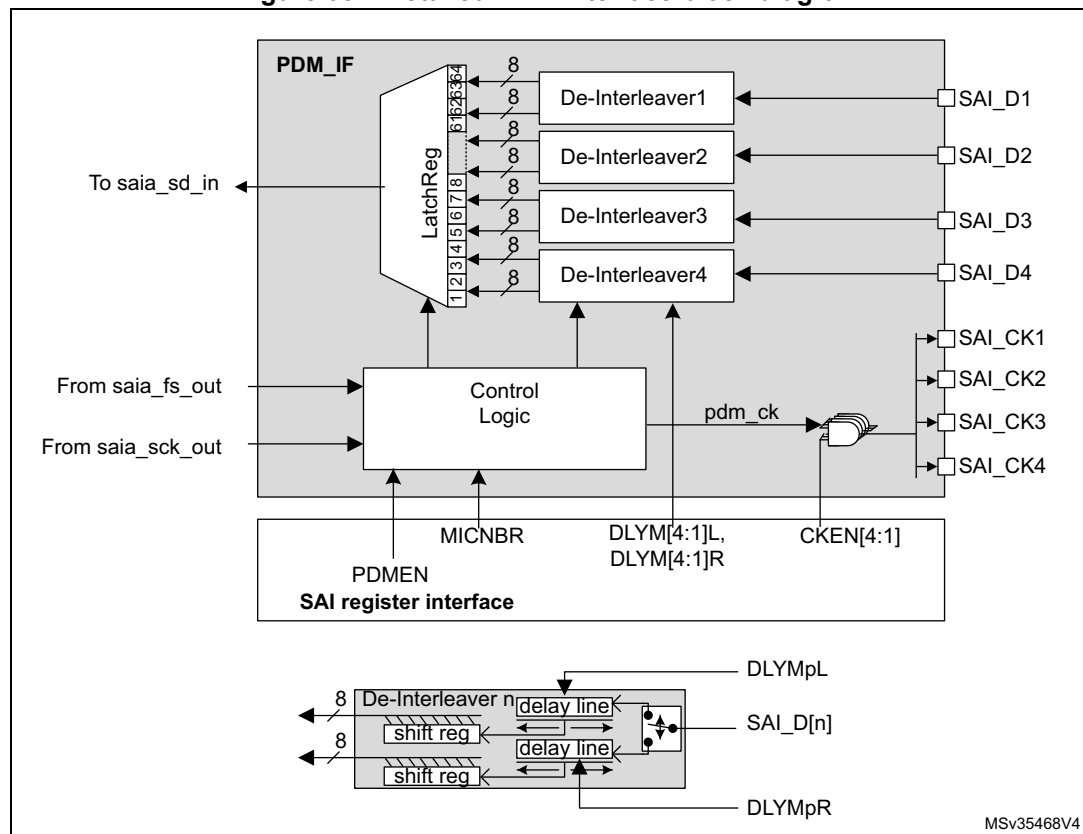 PDM_IF
64
63
62
61
8
7
6
5
4
3
2
1
LatchReg
8
8
8
8
8
8
8
8
De-Interleaver1
De-Interleaver2
De-Interleaver3
De-Interleaver4
SAI_D1
SAI_D2
SAI_D3
SAI_D4
To saia_sd_in
From saia_fs_out
From saia_sck_out
Control
Logic
pdm_ck
SAI_CK1
SAI_CK2
SAI_CK3
SAI_CK4
MICNBR
DLYM[4:1]L,
DLYM[4:1]R
CKEN[4:1]
PDMEN
SAI register interface
DLYMpL
De-Interleaver n
8
delay line
shift reg
SAI_D[n]
8
delay line
shift reg
DLYMpR
MSv35468V4